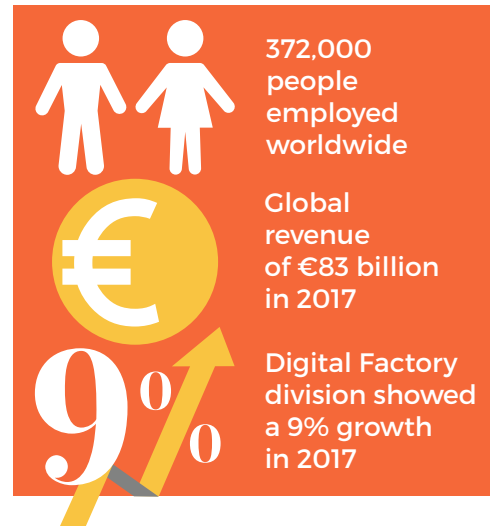 372,000
people
employed
worldwide
€
Global
revenue
of €83 billion
in 2017
9%
Digital Factory
division showed
a 9% growth
in 2017